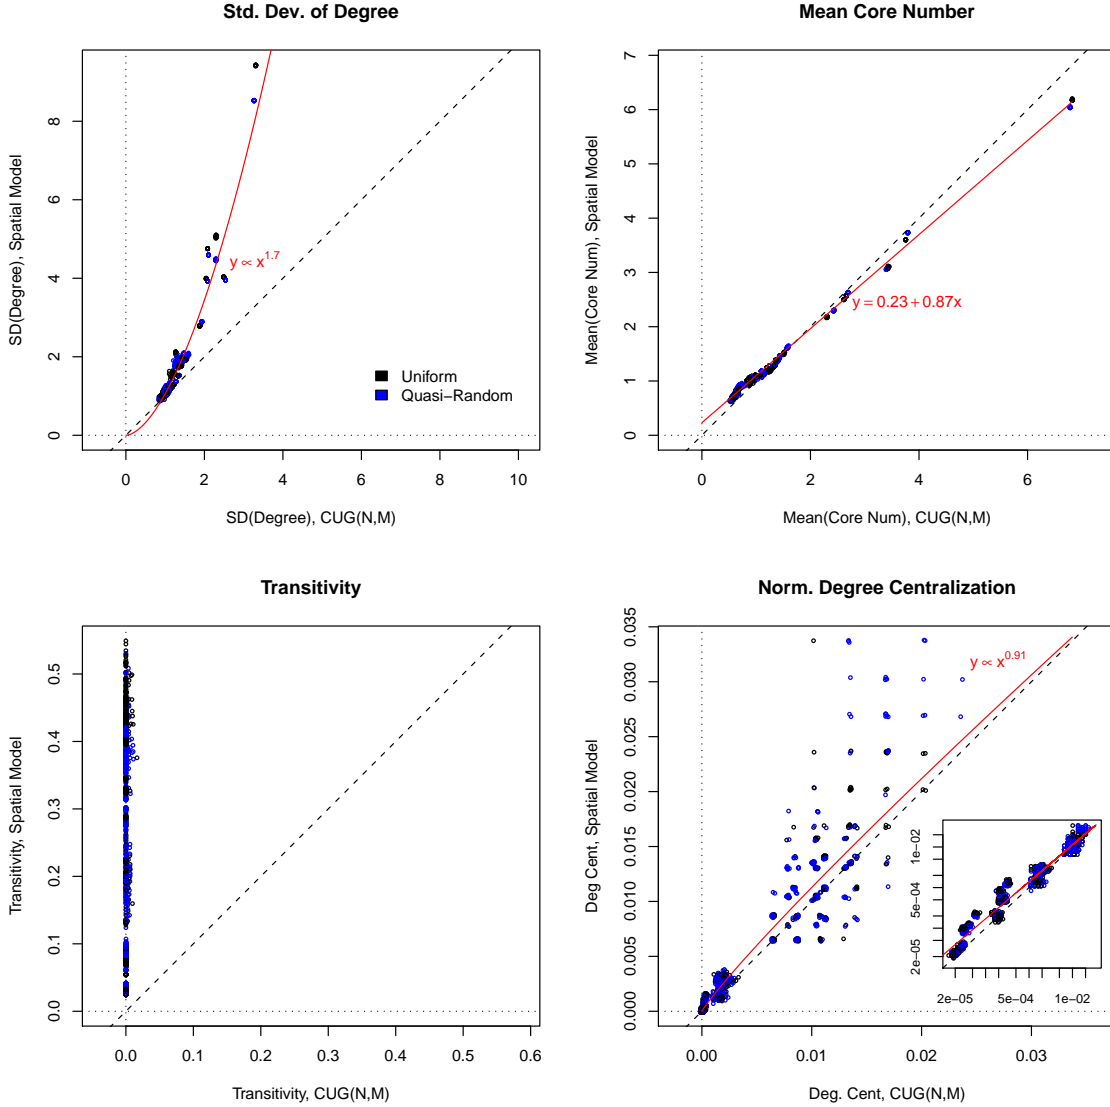 Std. Dev. of Degree
SD(Degree), Spatial Model
0 2 4 6 8
y ∝ x^1.7
Uniform
Quasi−Random
0 2 4 6 8 10
SD(Degree), CUG(N,M)
Mean Core Number
Mean(Core Num), Spatial Model
0 1 2 3 4 5 6 7
y = 0.23 + 0.87x
0 2 4 6
Mean(Core Num), CUG(N,M)
Transitivity
Transitivity, Spatial Model
0.0 0.1 0.2 0.3 0.4 0.5
0.0 0.1 0.2 0.3 0.4 0.5 0.6
Transitivity, CUG(N,M)
Norm. Degree Centralization
Deg Cent, Spatial Model
0.000 0.005 0.010 0.015 0.020 0.025 0.030 0.035
y ∝ x^0.91
2e−05 5e−04 1e−02
2e−05 5e−04 1e−02
0.00 0.01 0.02 0.03
Deg. Cent, CUG(N,M)